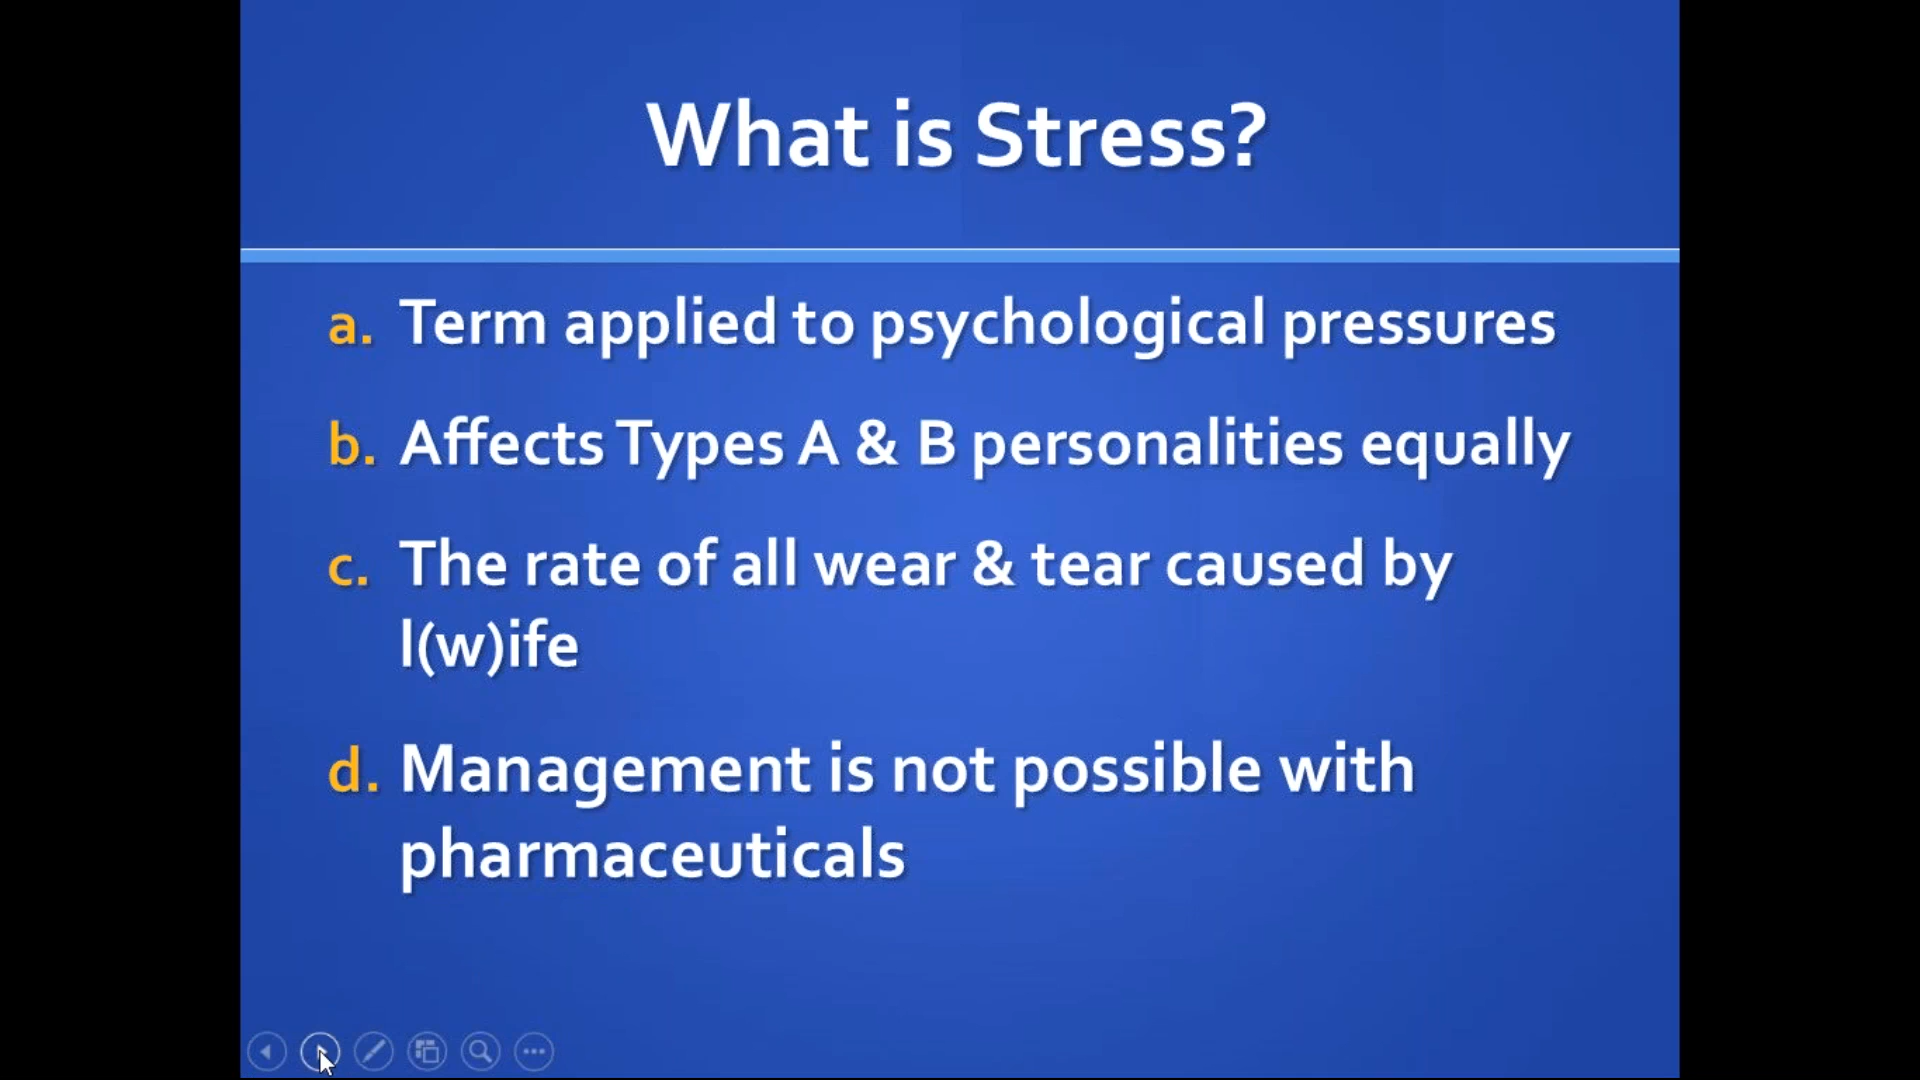 What is Stress?
a. Term applied to psychological pressures
b. Affects Types A & B personalities equally
c. The rate of all wear & tear caused by
l(w)ife
d. Management is not possible with
pharmaceuticals